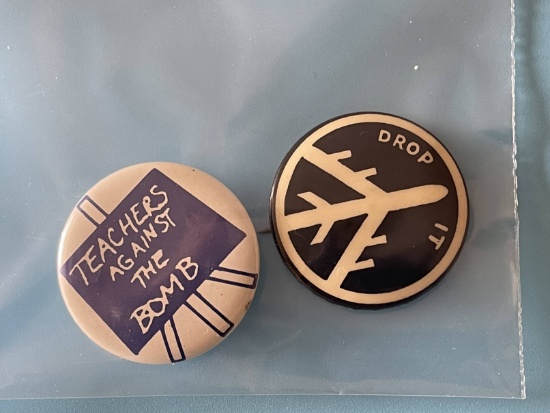 TEACHERS
AGAINST
THE
BOMB
DROP
IT